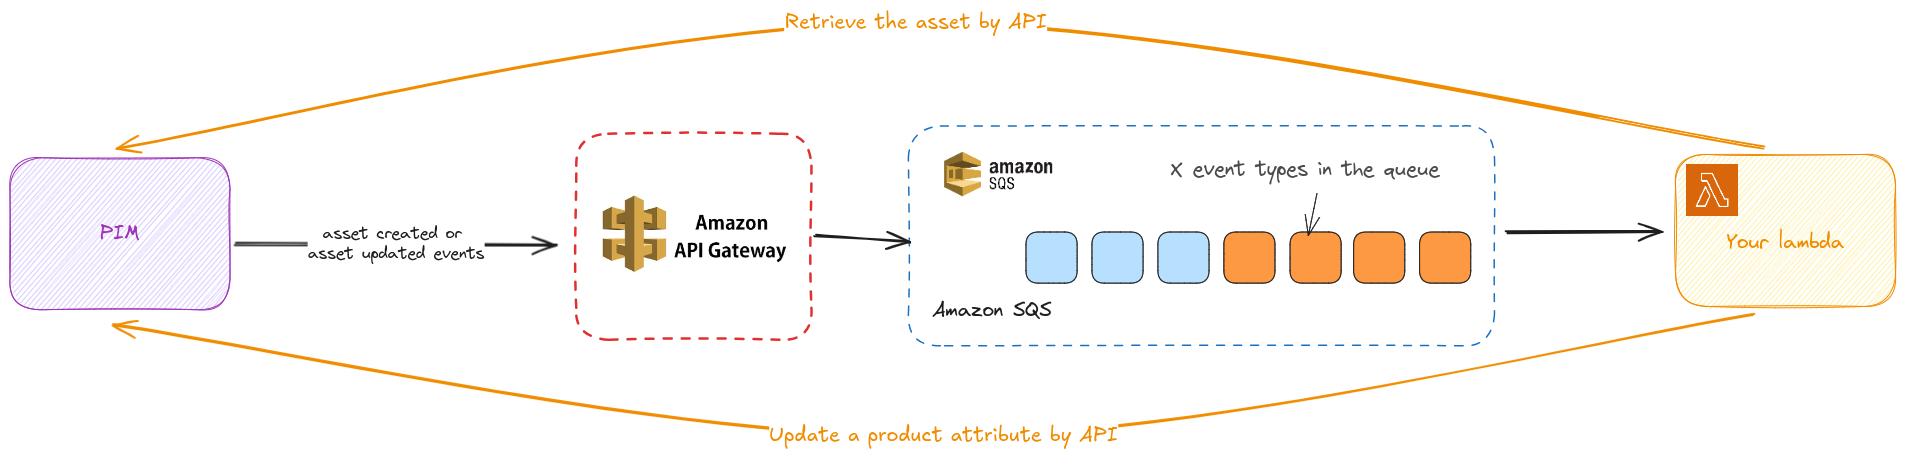 Retrieve the asset by API
PIM
asset created or
asset updated events
Amazon
API Gateway
amazon
SQS
X event types in the queue
Amazon SQS
Your lambda
Update a product attribute by API